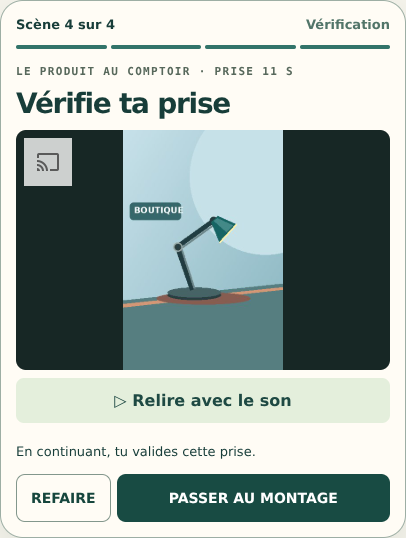 Scène 4 sur 4
Vérification
LE PRODUIT AU COMPTOIR · PRISE 11 S
Vérifie ta prise
BOUTIQUE
▷ Relire avec le son
En continuant, tu valides cette prise.
REFAIRE
PASSER AU MONTAGE